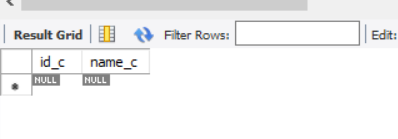 Result Grid Filter Rows: Edit:
id_c name_c
NULL NULL